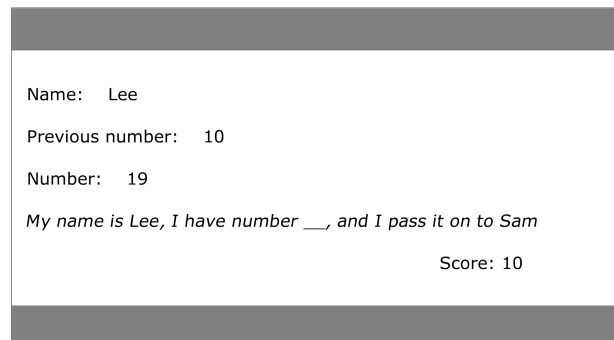 Name: Lee
Previous number: 10
Number: 19
My name is Lee, I have number __, and I pass it on to Sam
Score: 10